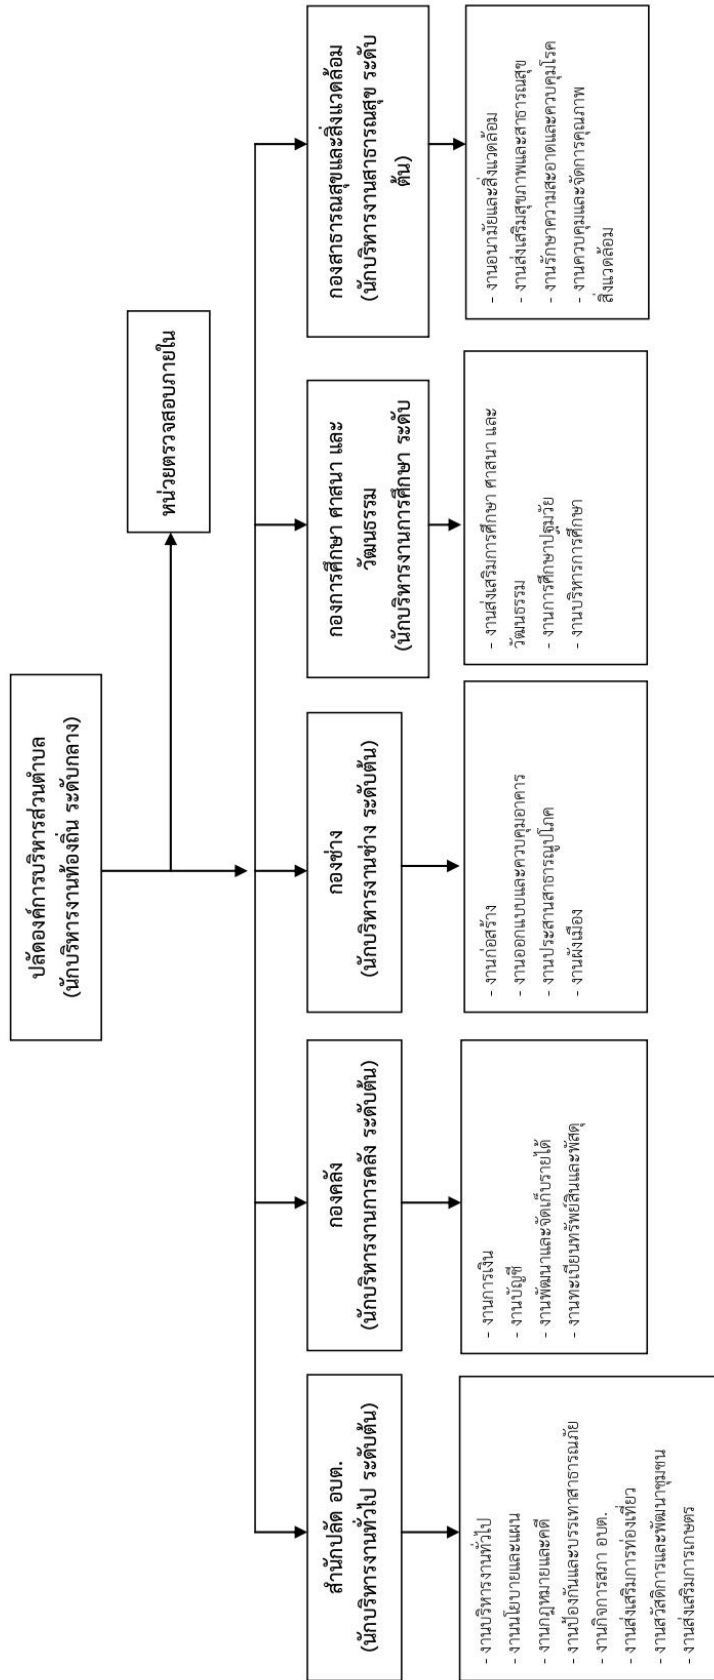 ปลัดองค์การบริหารส่วนตำบล
(นักบริหารงานท้องถิ่น ระดับกลาง)
หน่วยตรวจสอบภายใน
สำนักปลัด อบต.
(นักบริหารงานทั่วไป ระดับต้น)
- งานบริหารงานทั่วไป
- งานนโยบายและแผน
- งานกฎหมายและคดี
- งานป้องกันและบรรเทาสาธารณภัย
- งานกิจการสภา อบต.
- งานส่งเสริมการท่องเที่ยว
- งานสวัสดิการและพัฒนาชุมชน
- งานส่งเสริมการเกษตร
กองคลัง
(นักบริหารงานการคลัง ระดับต้น)
- งานการเงิน
- งานบัญชี
- งานพัฒนาและจัดเก็บรายได้
- งานทะเบียนทรัพย์สินและพัสดุ
กองช่าง
(นักบริหารงานช่าง ระดับต้น)
- งานก่อสร้าง
- งานออกแบบและควบคุมอาคาร
- งานประสานสาธารณูปโภค
- งานผังเมือง
กองการศึกษา ศาสนา และ
วัฒนธรรม
(นักบริหารงานการศึกษา ระดับ
- งานส่งเสริมการศึกษา ศาสนา และ
วัฒนธรรม
- งานการศึกษาปฐมวัย
- งานบริหารการศึกษา
กองสาธารณสุขและสิ่งแวดล้อม
(นักบริหารงานสาธารณสุข ระดับ
ต้น)
- งานอนามัยและสิ่งแวดล้อม
- งานส่งเสริมสุขภาพและสาธารณสุข
- งานรักษาความสะอาดและควบคุมโรค
- งานควบคุมและจัดการคุณภาพ
สิ่งแวดล้อม